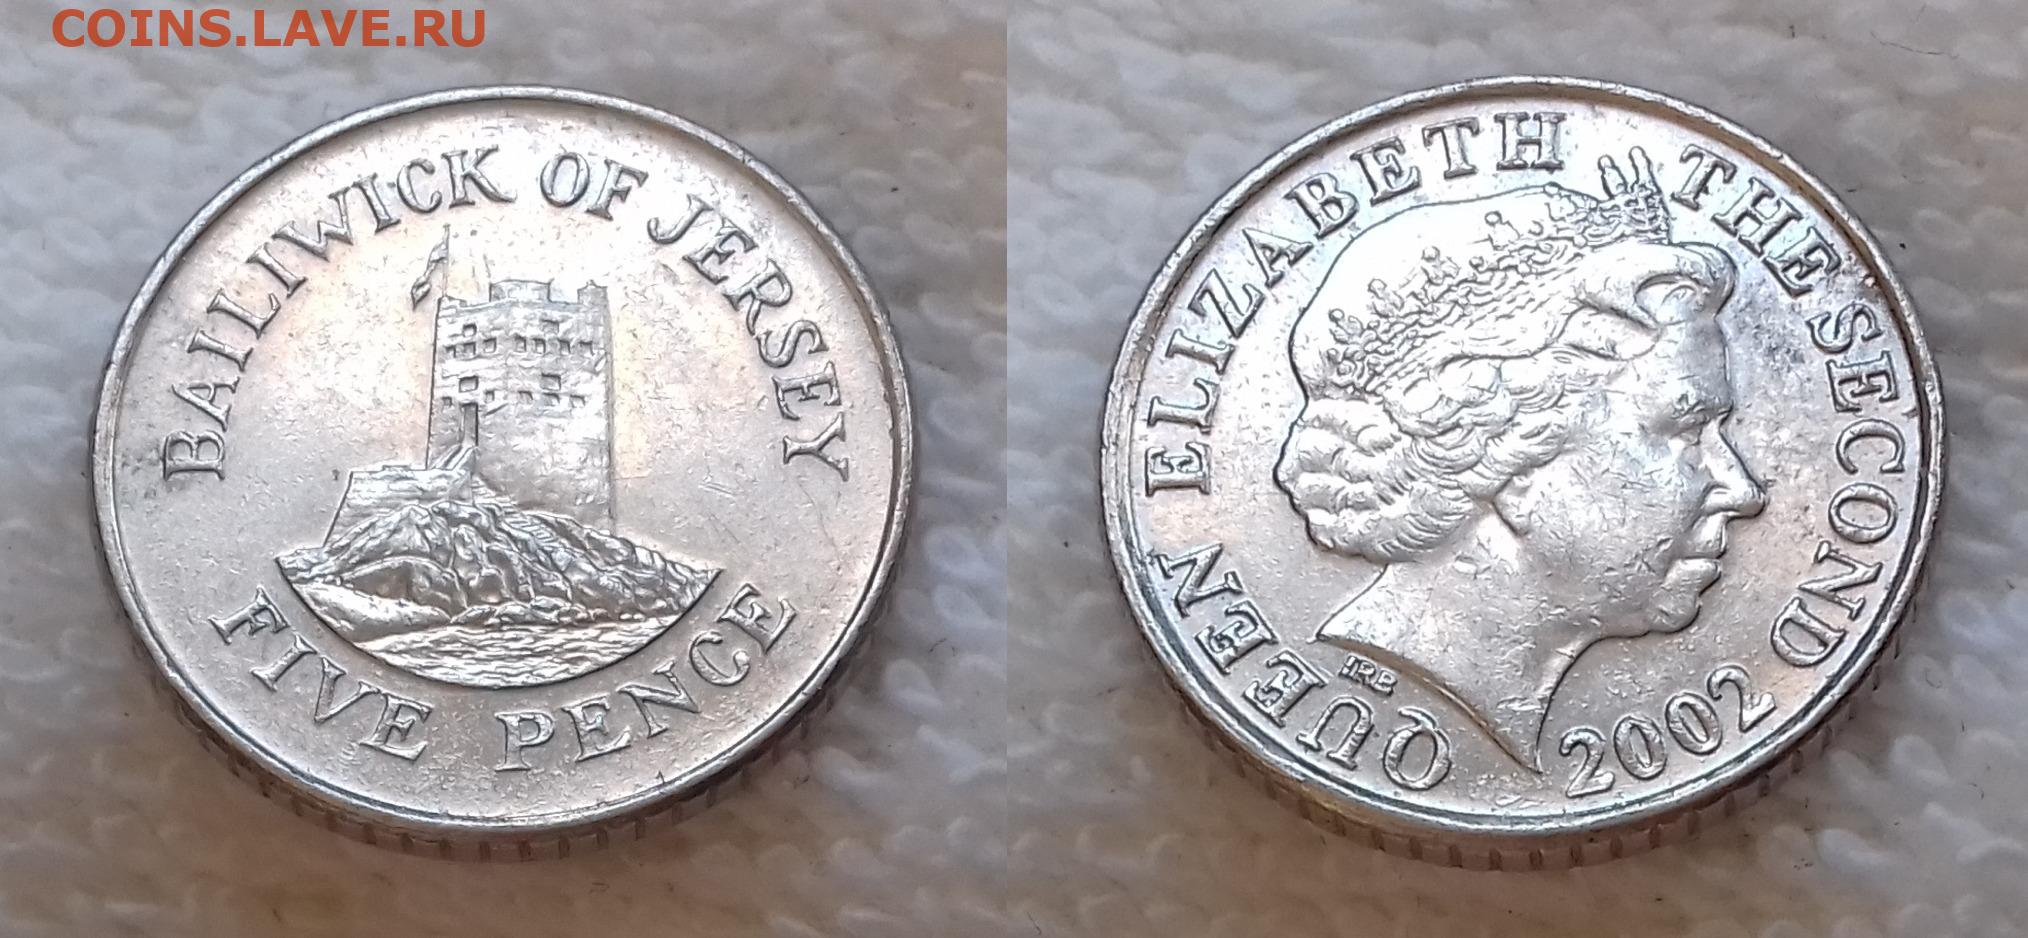 COINS.LAVE.RU
BAILIWICK OF JERSEY
FIVE PENCE
QUEEN ELIZABETH THE SECOND
2002
IRB